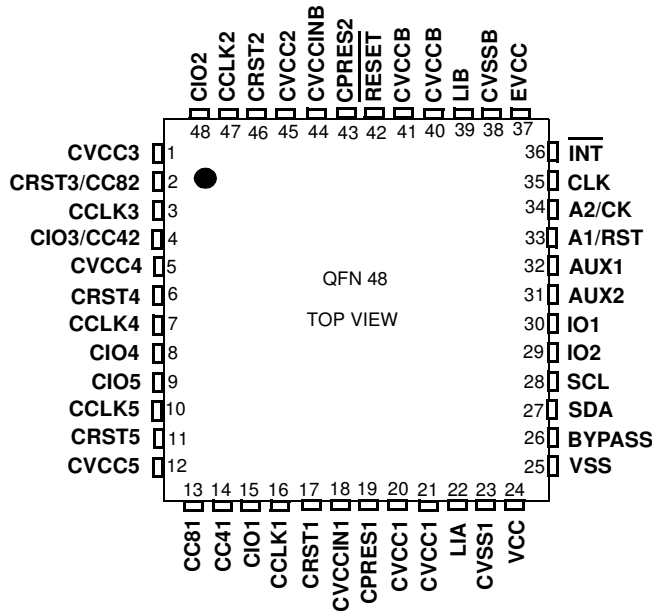 CIO2 CCLK2 CRST2 CVCC2 CVCCINB CPRES2 RESET CVCCB CVCCB LIB CVSSB EVCC
48 47 46 45 44 43 42 41 40 39 38 37
CVCC3 1 36 INT
CRST3/CC82 2 35 CLK
CCLK3 3 34 A2/CK
CIO3/CC42 4 33 A1/RST
CVCC4 5 32 AUX1
CRST4 6 31 AUX2
CCLK4 7 30 IO1
CIO4 8 29 IO2
CIO5 9 28 SCL
CCLK5 10 27 SDA
CRST5 11 26 BYPASS
CVCC5 12 25 VSS
QFN 48
TOP VIEW
13 14 15 16 17 18 19 20 21 22 23 24
CC81 CC41 CIO1 CCLK1 CRST1 CVCCIN1 CPRES1 CVCC1 CVCC1 LIA CVSS1 VCC